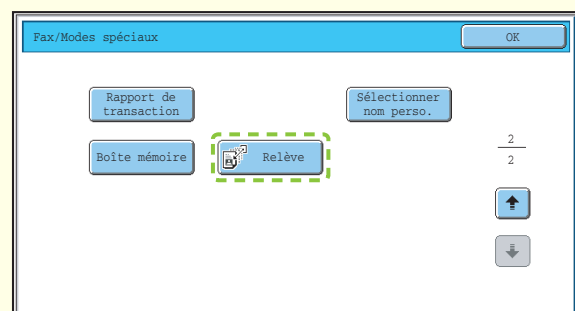 Fax/Modes spéciaux
OK
Rapport de
transaction
Sélectionner
nom perso.
Boîte mémoire
Relève
2
2